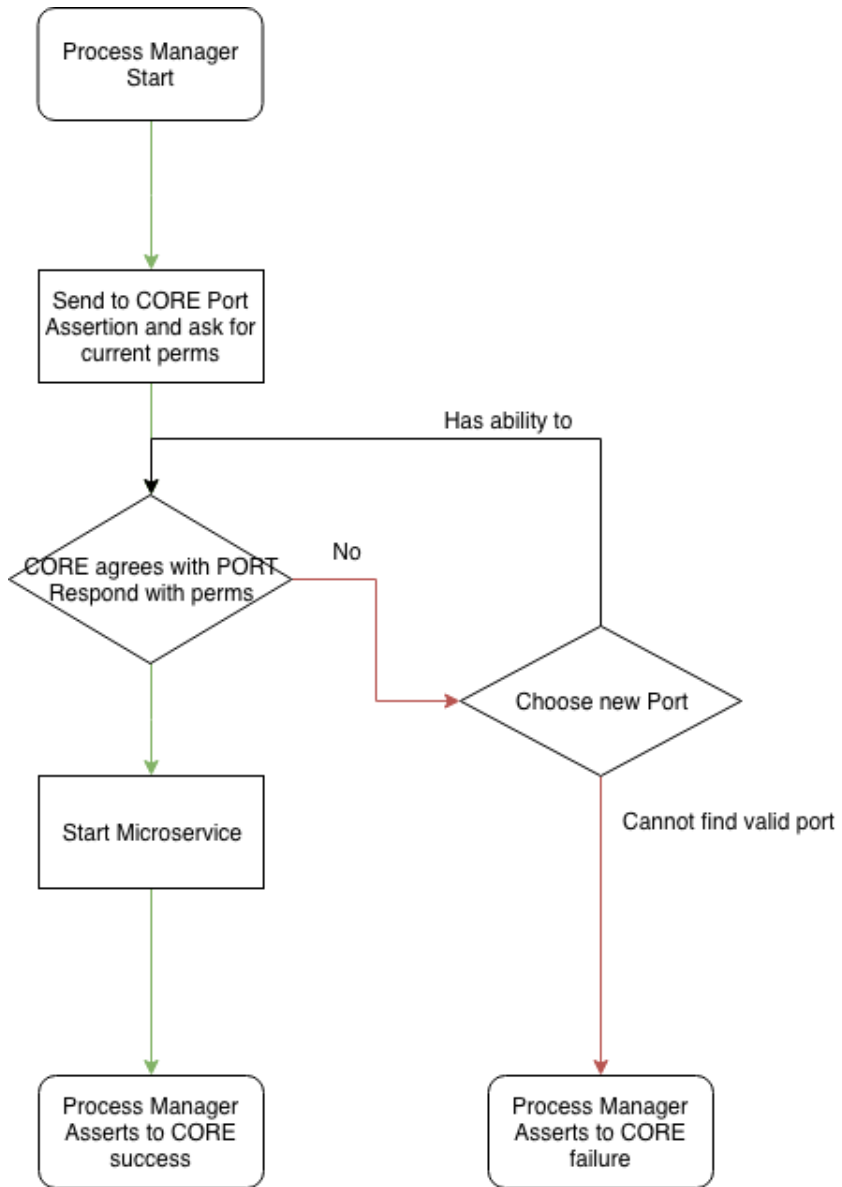 Process Manager
Start
Send to CORE Port
Assertion and ask for
current perms
Has ability to
CORE agrees with PORT
Respond with perms
No
Choose new Port
Start Microservice
Cannot find valid port
Process Manager
Asserts to CORE
success
Process Manager
Asserts to CORE
failure